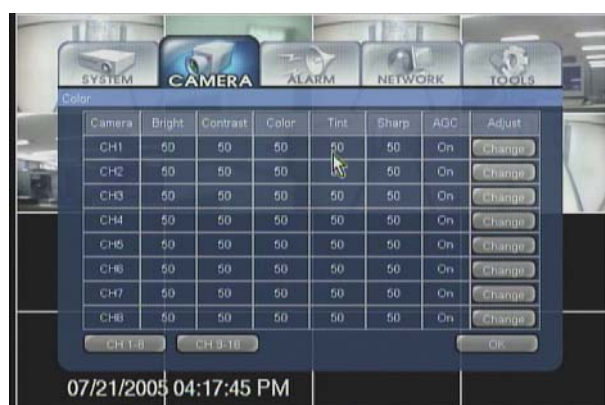 SYSTEM CAMERA ALARM NETWORK TOOLS
Color
Camera Bright Contrast Color Tint Sharp AGC Adjust
CH1 50 50 50 50 50 On Change
CH2 50 50 50 50 50 On Change
CH3 50 50 50 50 50 On Change
CH4 50 50 50 50 50 On Change
CH5 50 50 50 50 50 On Change
CH6 50 50 50 50 50 On Change
CH7 50 50 50 50 50 On Change
CH8 50 50 50 50 50 On Change
CH 1-8 CH 9-16 OK
07/21/2005 04:17:45 PM